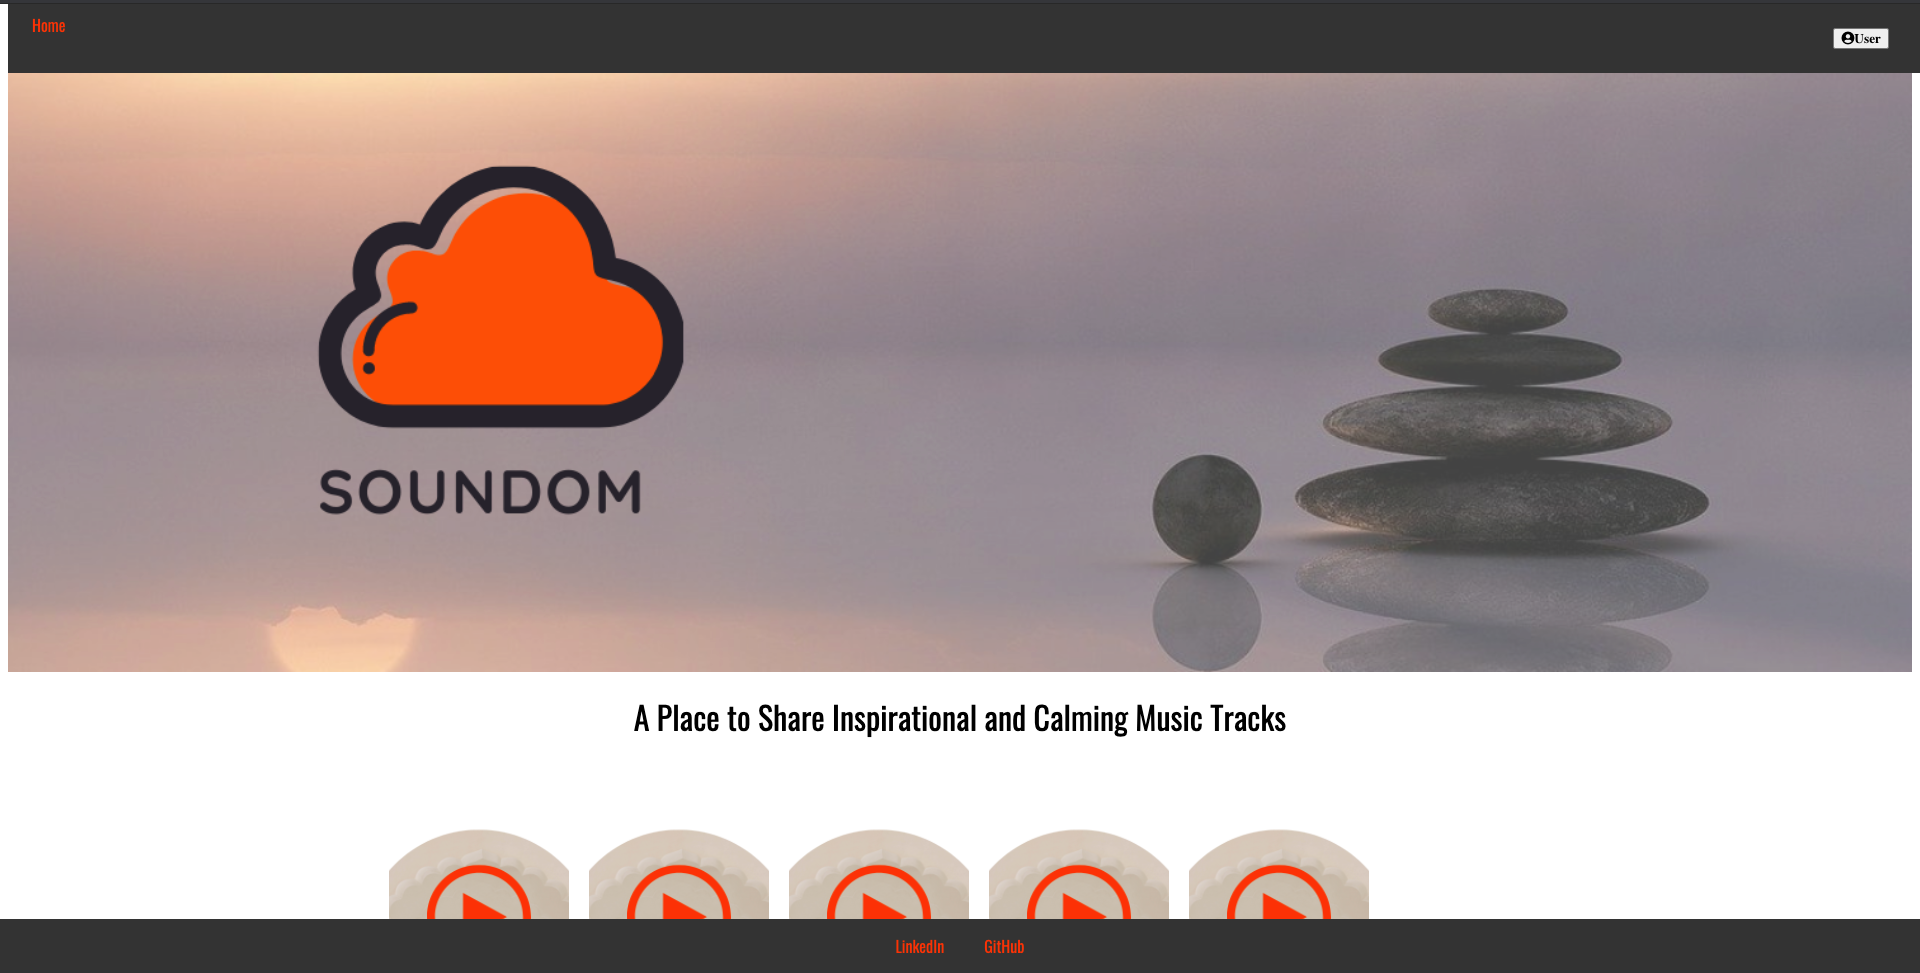 Home
User
SOUNDOM
A Place to Share Inspirational and Calming Music Tracks
LinkedIn GitHub